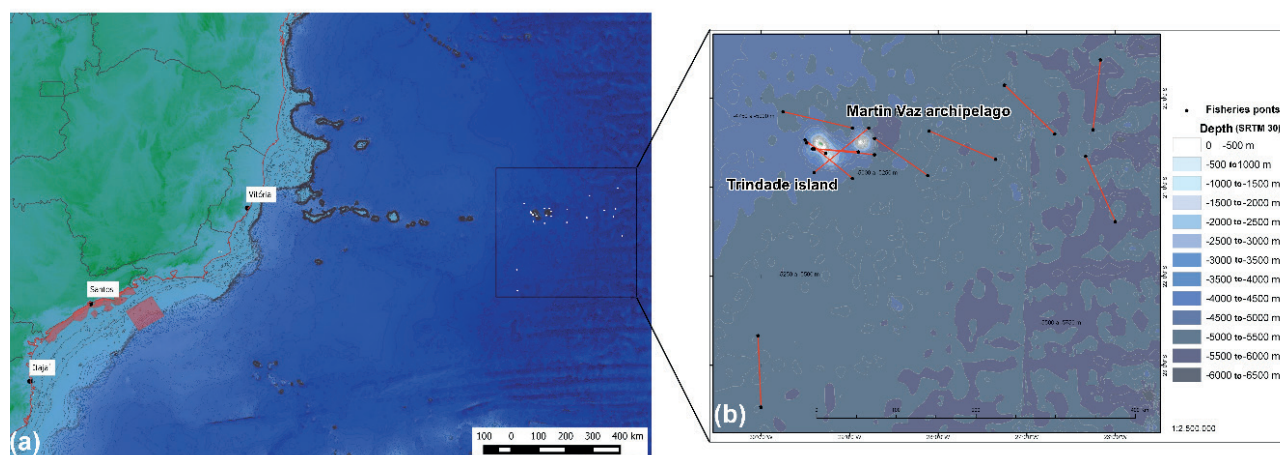 Vitória
Santos
(a)
100 0 100 200 300 400 km
Martin Vaz archipelago
Trindade island
(b)
Fisheries ponts
Depth (SRTM 30)
0 -500 m
-500 to 1000 m
-1000 to -1500 m
-1500 to -2000 m
-2000 to -2500 m
-2500 to -3000 m
-3000 to -3500 m
-3500 to -4000 m
-4000 to -4500 m
-4500 to -5000 m
-5000 to -5500 m
-5500 to -6000 m
-6000 to -6500 m
1:2.500.000